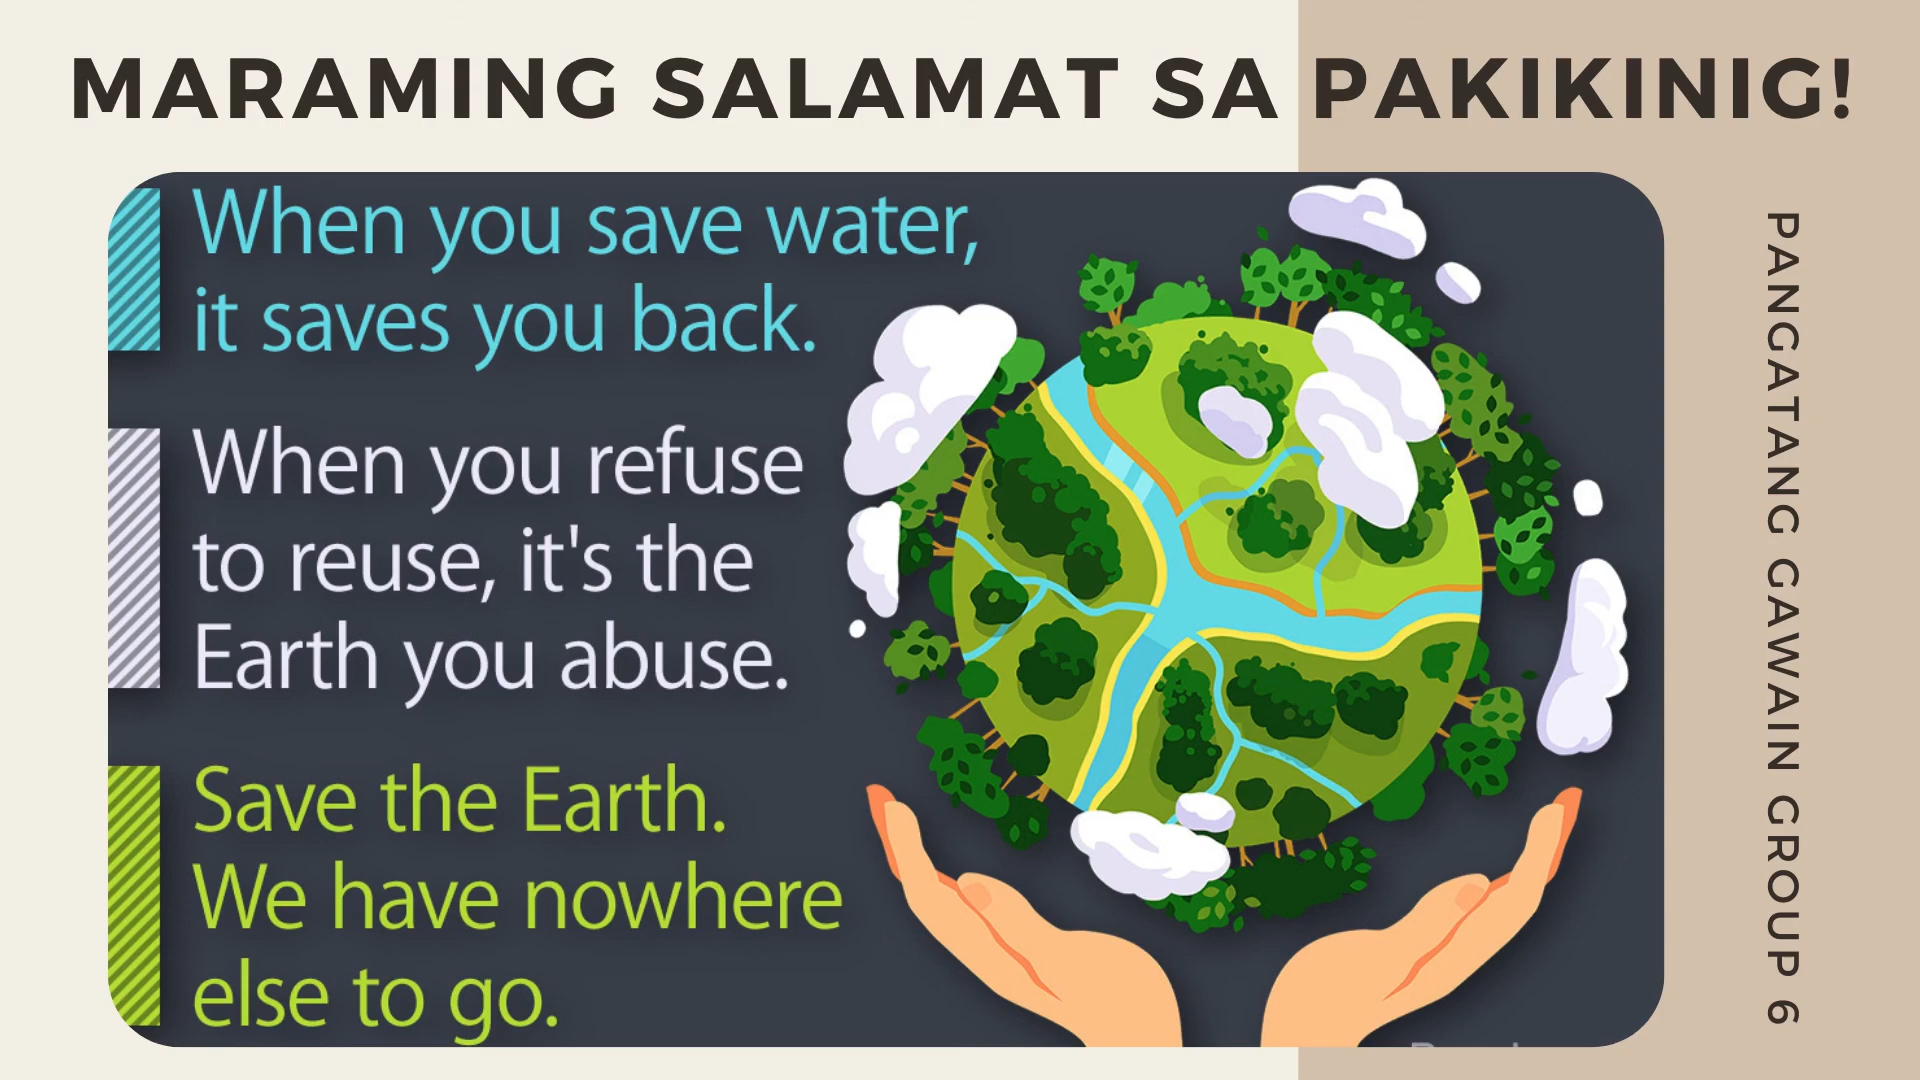 MARAMING SALAMAT SA PAKIKINIG!
When you save water,
it saves you back.
When you refuse
to reuse, it's the
Earth you abuse.
Save the Earth.
We have nowhere
else to go.
PANGATANG GAWAIN GROUP 6